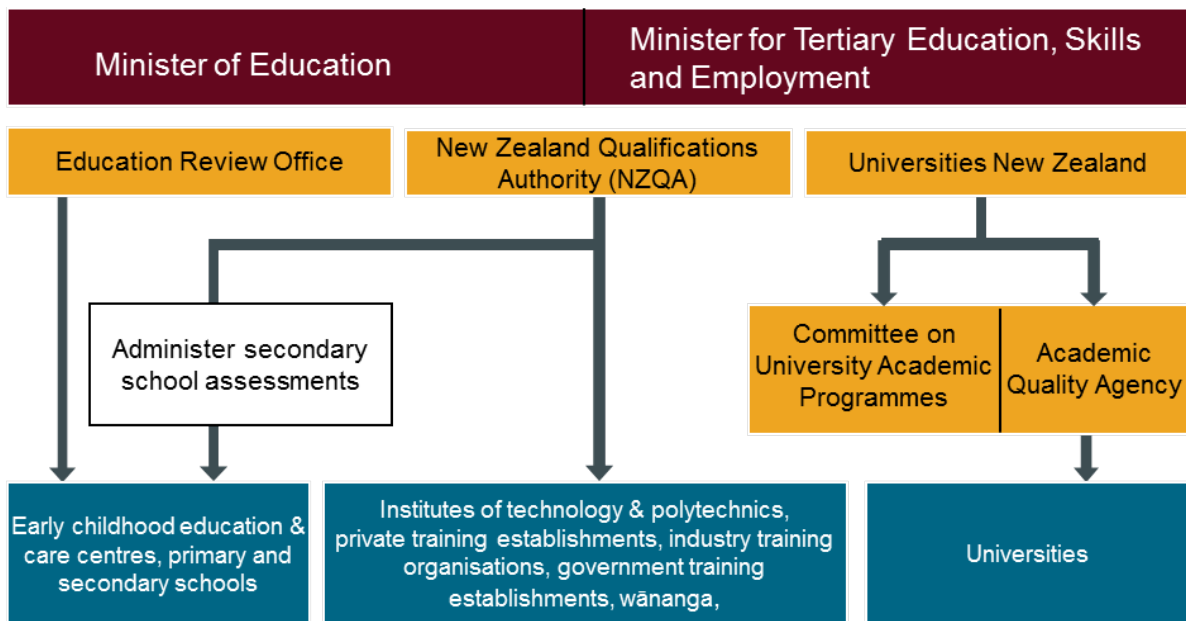 Minister of Education
Minister for Tertiary Education, Skills
and Employment
Education Review Office
New Zealand Qualifications
Authority (NZQA)
Universities New Zealand
Administer secondary
school assessments
Committee on
University Academic
Programmes
Academic
Quality Agency
Early childhood education &
care centres, primary and
secondary schools
Institutes of technology & polytechnics,
private training establishments, industry training
organisations, government training
establishments, wānanga,
Universities